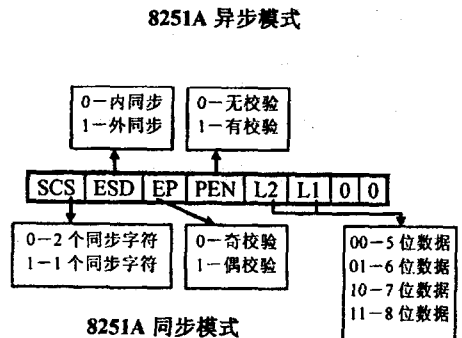 8251A 异步模式
0－内同步
1－外同步
0－无校验
1－有校验
SCS ESD EP PEN L2 L1 0 0
0－2 个同步字符
1－1 个同步字符
0－奇校验
1－偶校验
00－5 位数据
01－6 位数据
10－7 位数据
11－8 位数据
8251A 同步模式